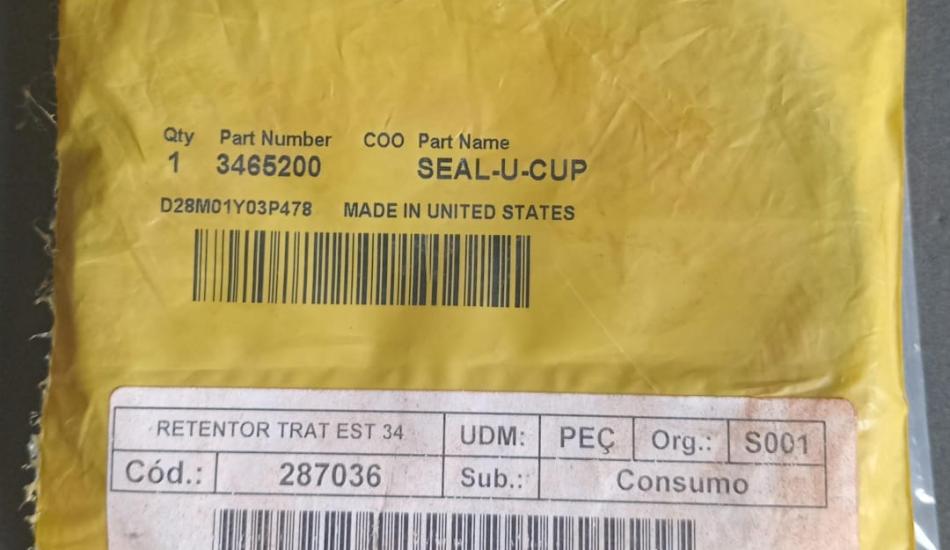 Qty Part Number COO Part Name
1 3465200 SEAL-U-CUP
D28M01Y03P478 MADE IN UNITED STATES
RETENTOR TRAT EST 34 UDM: PEÇ Org.: S001
Cód.: 287036 Sub.: Consumo